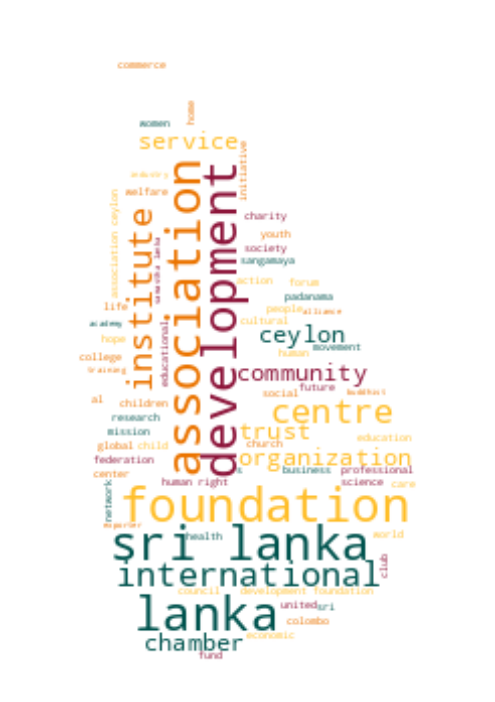 commerce
home
women
service
industry
initiative
welfare
association ceylon
association
development
institute
sarvodya lanka
charity
youth
society
sangamaya
action
forum
padanama
life
people
alliance
academy
cultural
educational
ceylon
hope
movement
human
college
training
community
future
social
buddhist
al
children
centre
research
mission
trust
education
global
child
church
federation
organization
center
s
business
professional
human right
science
care
network
foundation
exporter
sri lanka
health
world
international
club
council
development foundation
lanka
united
sri
colombo
chamber
economic
fund